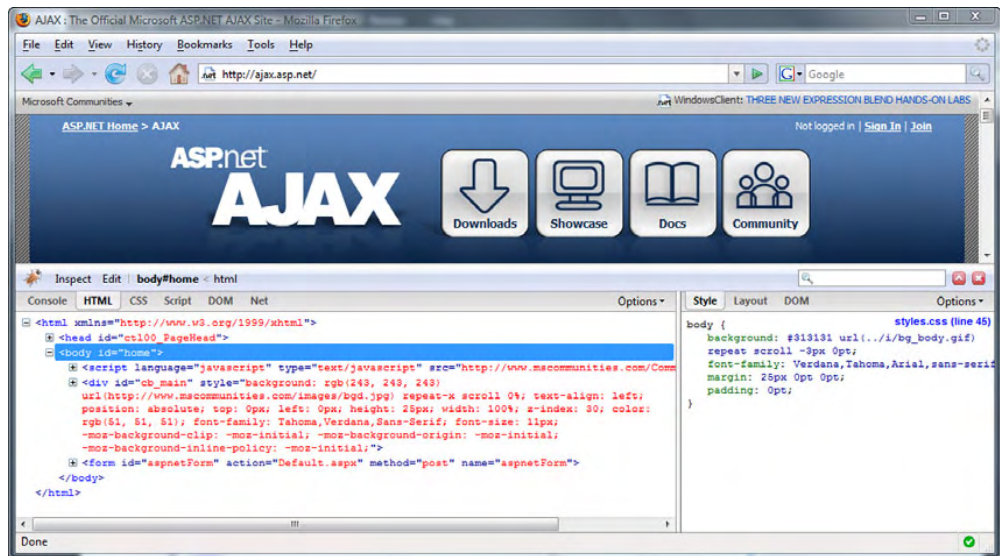 AJAX : The Official Microsoft ASP.NET AJAX Site - Mozilla Firefox
File Edit View History Bookmarks Tools Help
http://ajax.asp.net/
Google
Microsoft Communities
WindowsClient: THREE NEW EXPRESSION BLEND HANDS-ON LABS
ASP.NET Home > AJAX
Not logged in | Sign In | Join
ASP.net
AJAX
Downloads Showcase Docs Community
Inspect Edit | body#home < html
Console HTML CSS Script DOM Net Options
Style Layout DOM Options
<html xmlns="http://www.w3.org/1999/xhtml">
<head id="ctl00_PageHead">
<body id="home">
<script language="javascript" type="text/javascript" src="http://www.mscommunities.com/Comm
<div id="cb_main" style="background: rgb(243, 243, 243)
url(http://www.mscommunities.com/images/bgd.jpg) repeat-x scroll 0%; text-align: left;
position: absolute; top: 0px; left: 0px; height: 25px; width: 100%; z-index: 30; color:
rgb(51, 51, 51); font-family: Tahoma,Verdana,Sans-Serif; font-size: 11px;
-moz-background-clip: -moz-initial; -moz-background-origin: -moz-initial;
-moz-background-inline-policy: -moz-initial;">
<form id="aspnetForm" action="Default.aspx" method="post" name="aspnetForm">
</body>
</html>
styles.css (line 45)
body {
background: #313131 url(../i/bg_body.gif)
repeat scroll -3px 0pt;
font-family: Verdana,Tahoma,Arial,sans-serif
margin: 25px 0pt 0pt;
padding: 0pt;
}
Done